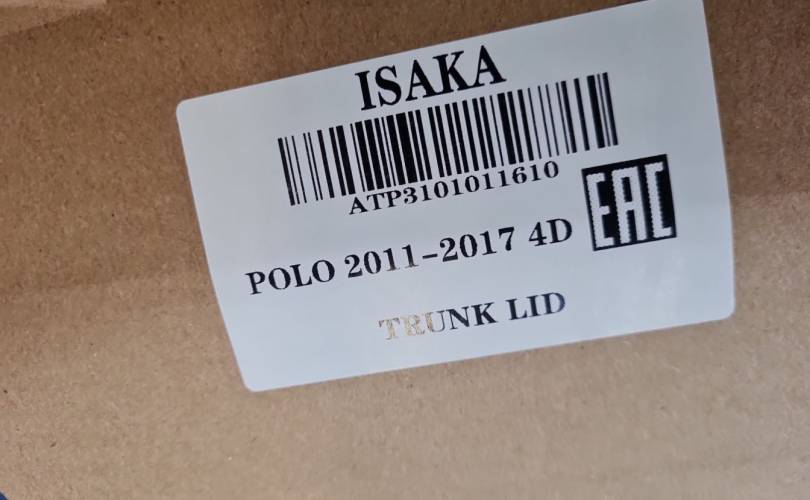 ISAKA
ATP3101011610
EAC
POLO 2011-2017 4D
TRUNK LID